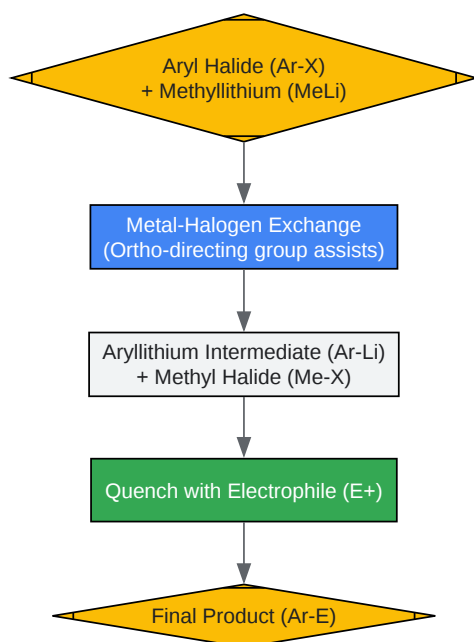 Aryl Halide (Ar-X)
+ Methyllithium (MeLi)
Metal-Halogen Exchange
(Ortho-directing group assists)
Aryllithium Intermediate (Ar-Li)
+ Methyl Halide (Me-X)
Quench with Electrophile (E+)
Final Product (Ar-E)